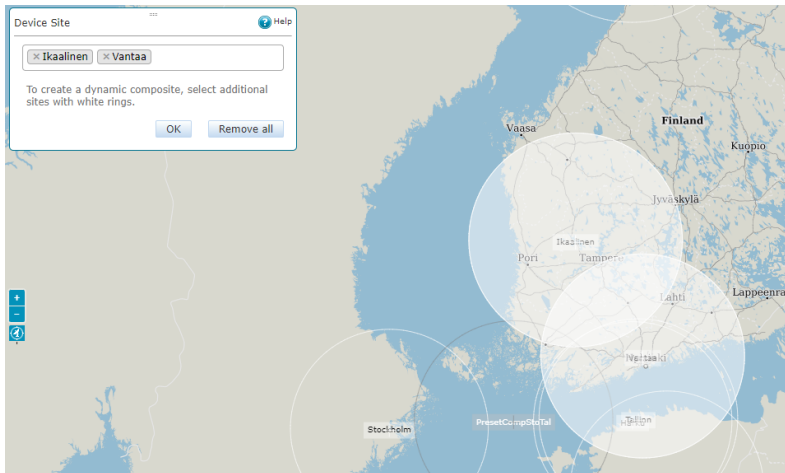 Device Site
Help
× Ikaalinen × Vantaa
To create a dynamic composite, select additional
sites with white rings.
OK Remove all
Vaasa
Finland
Kuopio
Jyväskylä
Ikaalinen
Pori
Tamper
Lahti
Lappeenra
Vantaa
Stockholm
PresetCompStoTal
Tallinn
+
−